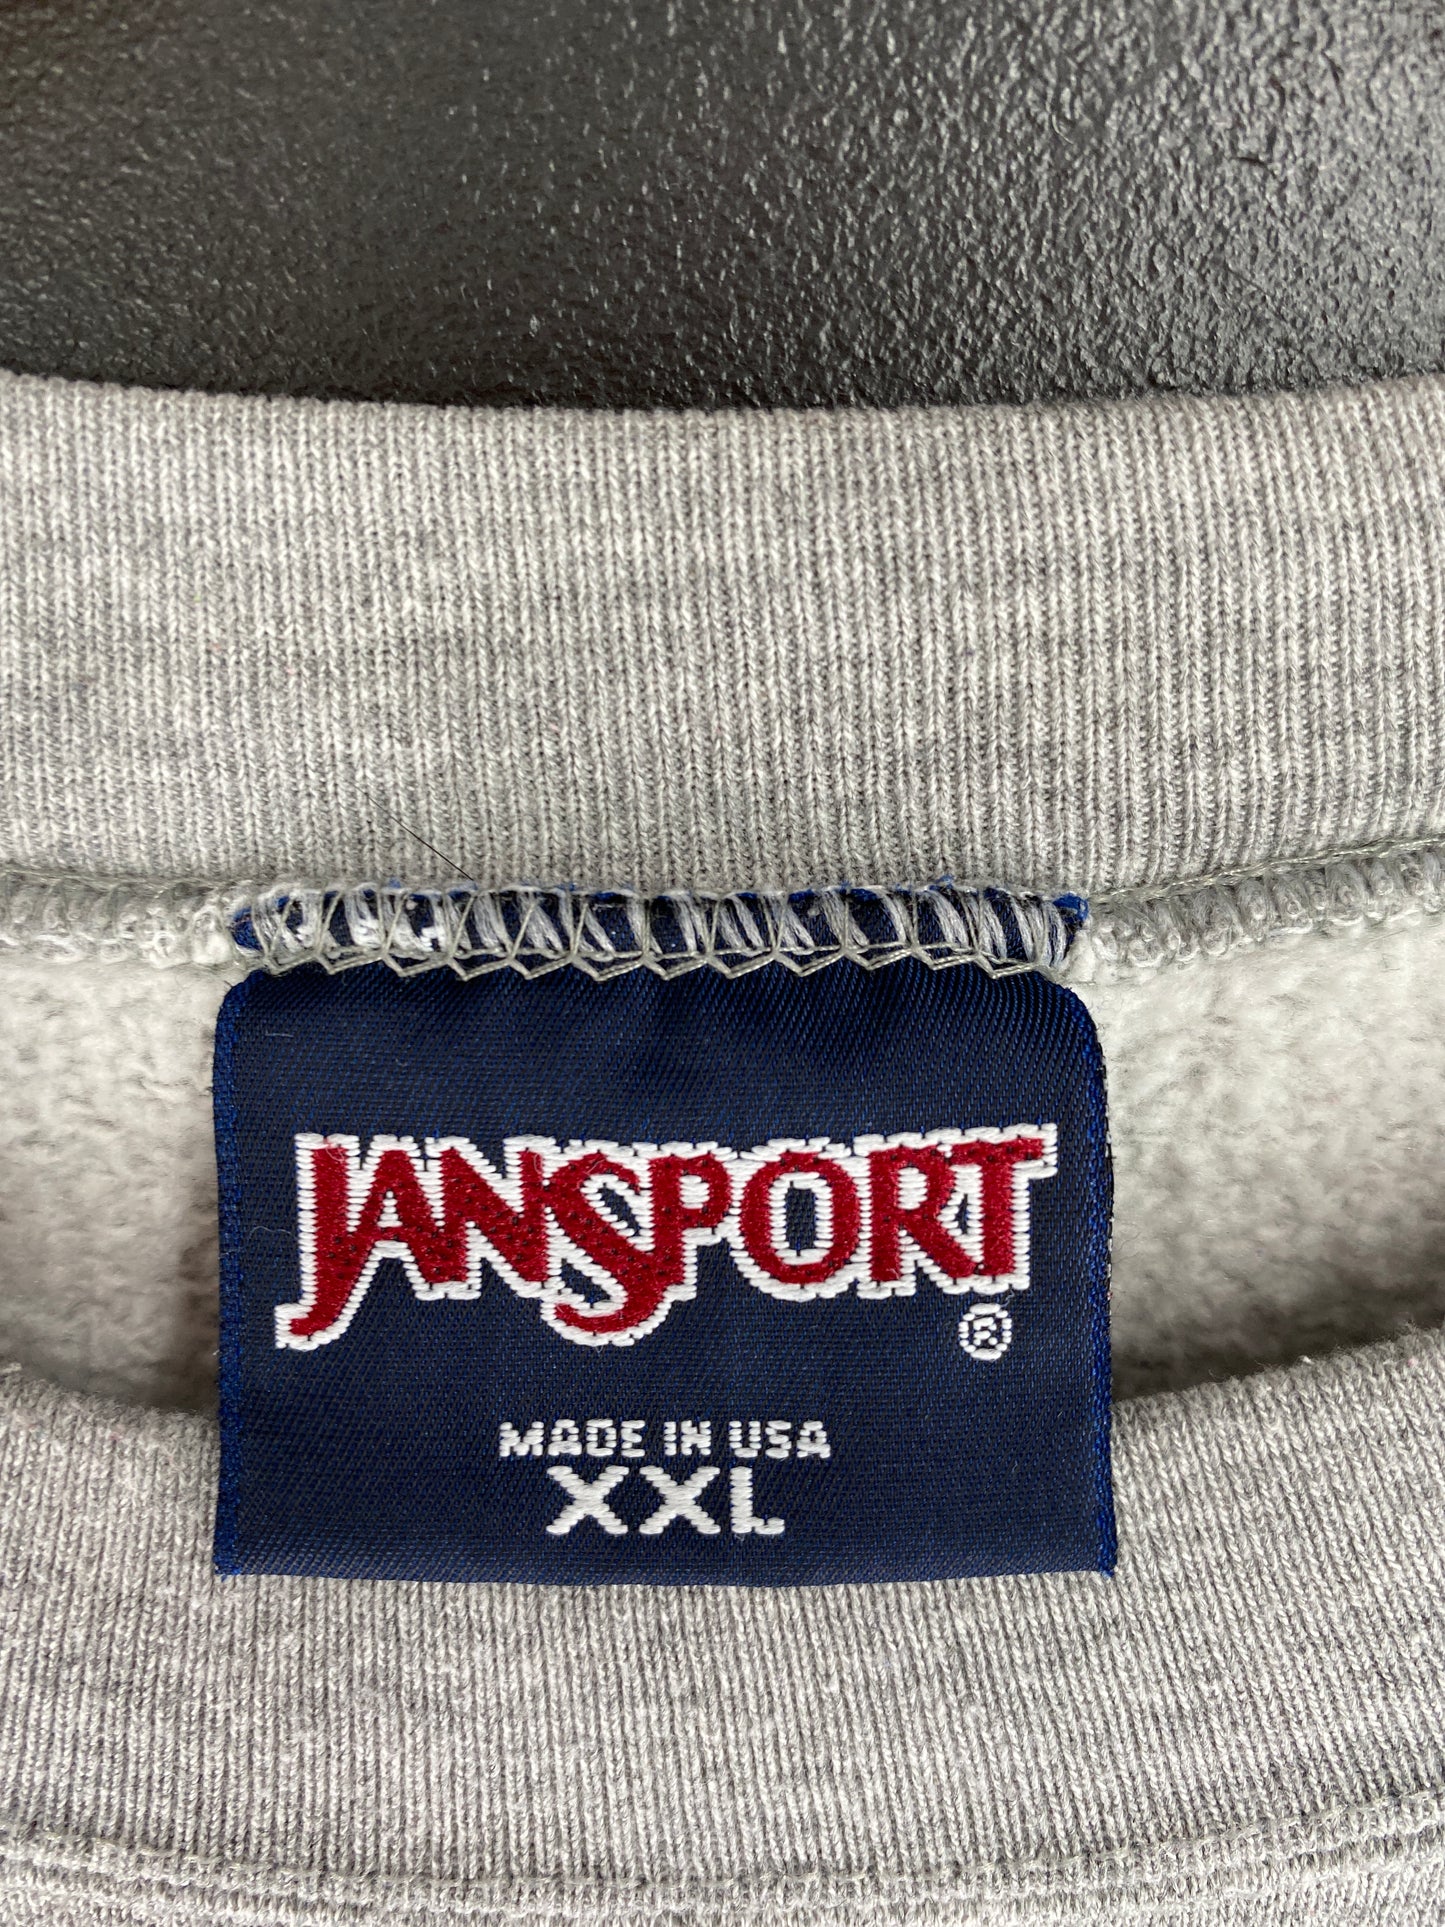 JANSPORT
®
MADE IN USA
XXL